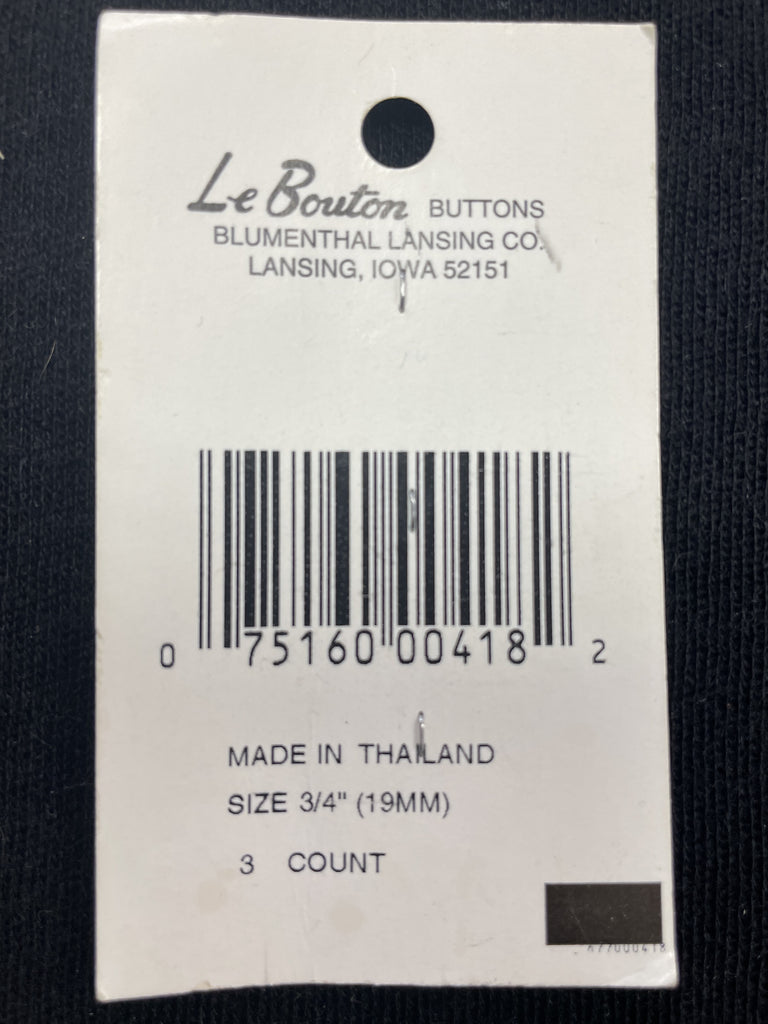 Le Bouton BUTTONS
BLUMENTHAL LANSING CO.
LANSING, IOWA 52151
0 75160 00418 2
MADE IN THAILAND
SIZE 3/4" (19MM)
3 COUNT